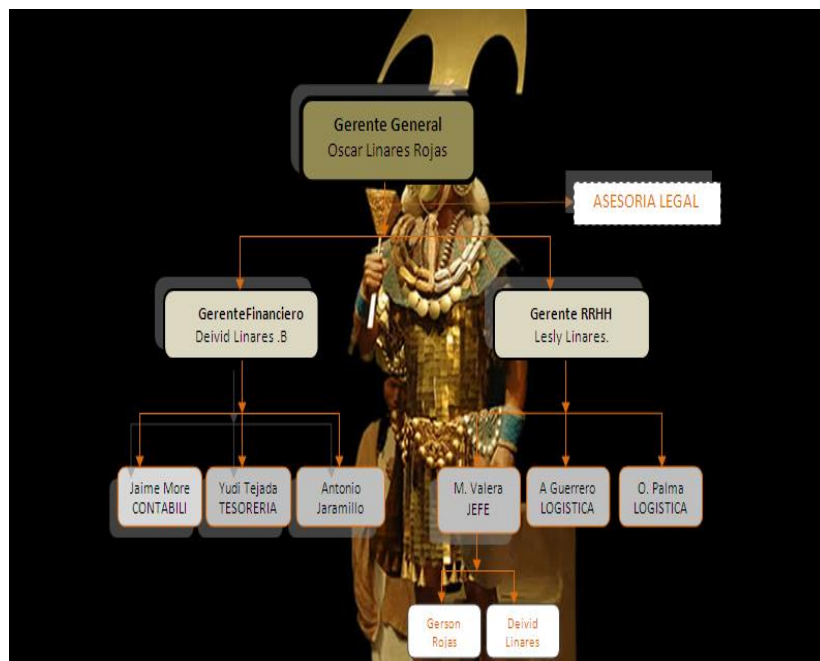 Gerente General
Oscar Linares Rojas
ASESORIA LEGAL
GerenteFinanciero
Deivid Linares .B
Gerente RRHH
Lesly Linares.
Jaime More
CONTABILI
Yudi Tejada
TESORERIA
Antonio
Jaramillo
M. Valera
JEFE
A Guerrero
LOGISTICA
O. Palma
LOGISTICA
Gerson
Rojas
Deivid
Linares